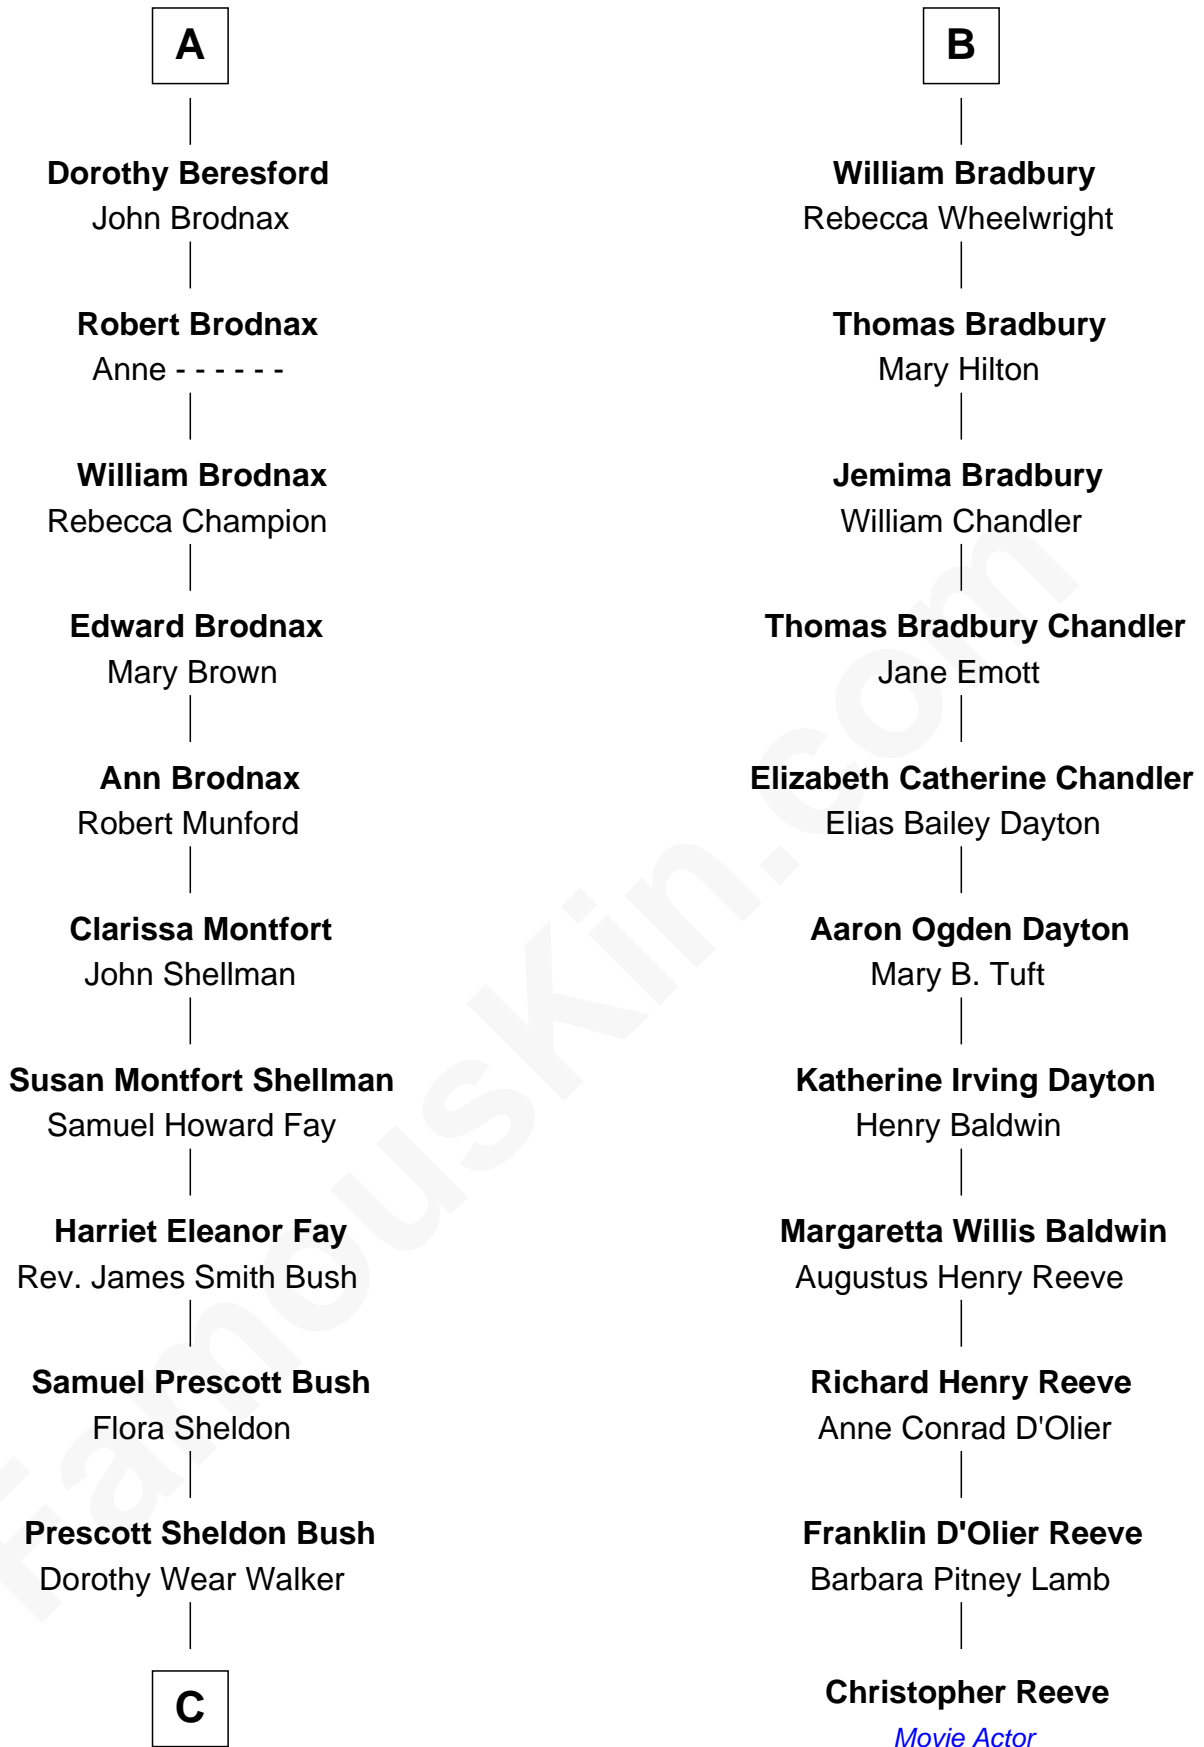 A
Dorothy Beresford
John Brodnax
Robert Brodnax
Anne - - - - - -
William Brodnax
Rebecca Champion
Edward Brodnax
Mary Brown
Ann Brodnax
Robert Munford
Clarissa Montfort
John Shellman
Susan Montfort Shellman
Samuel Howard Fay
Harriet Eleanor Fay
Rev. James Smith Bush
Samuel Prescott Bush
Flora Sheldon
Prescott Sheldon Bush
Dorothy Wear Walker
C
B
William Bradbury
Rebecca Wheelwright
Thomas Bradbury
Mary Hilton
Jemima Bradbury
William Chandler
Thomas Bradbury Chandler
Jane Emott
Elizabeth Catherine Chandler
Elias Bailey Dayton
Aaron Ogden Dayton
Mary B. Tuft
Katherine Irving Dayton
Henry Baldwin
Margaretta Willis Baldwin
Augustus Henry Reeve
Richard Henry Reeve
Anne Conrad D'Olier
Franklin D'Olier Reeve
Barbara Pitney Lamb
Christopher Reeve
Movie Actor
FamousKin.com